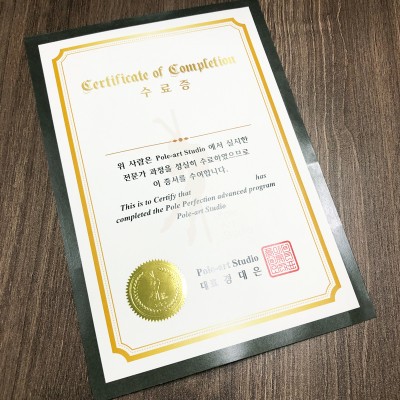 Certificate of Completion
수 료 증
위 사람은 Pole-art Studio 에서 실시한
전문가 과정을 성실히 수료하였으므로
이 증서를 수여합니다.
This is to Certify that has
completed the Pole Perfection advanced program
Pole-art Studio
Pole-art Studio
대표 경 대 은